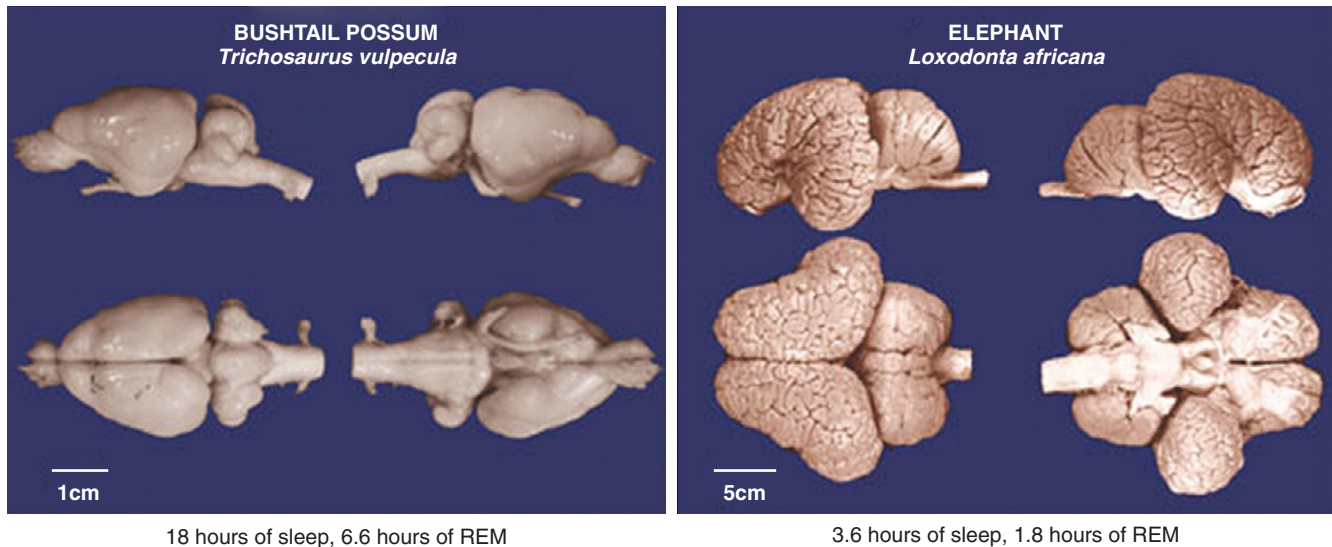 BUSHTAIL POSSUM
Trichosaurus vulpecula
1cm
18 hours of sleep, 6.6 hours of REM
ELEPHANT
Loxodonta africana
5cm
3.6 hours of sleep, 1.8 hours of REM